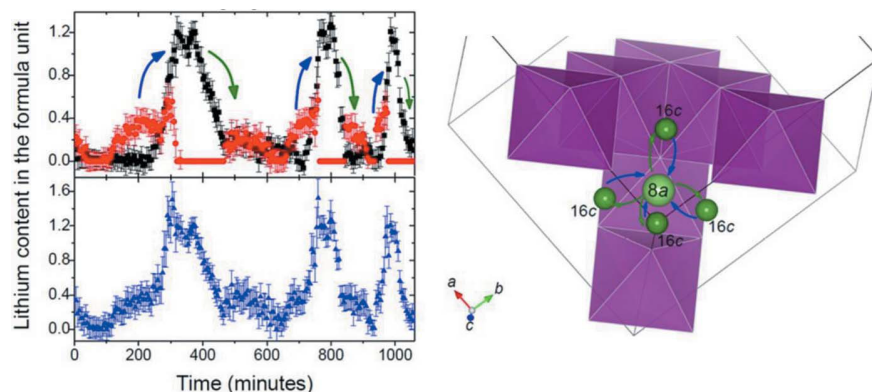 Lithium content in the formula unit
1.2
0.8
0.4
0.0
1.6
1.2
0.8
0.4
0.0
0 200 400 600 800 1000
Time (minutes)
16c
8a
16c
16c
16c
a
b
c